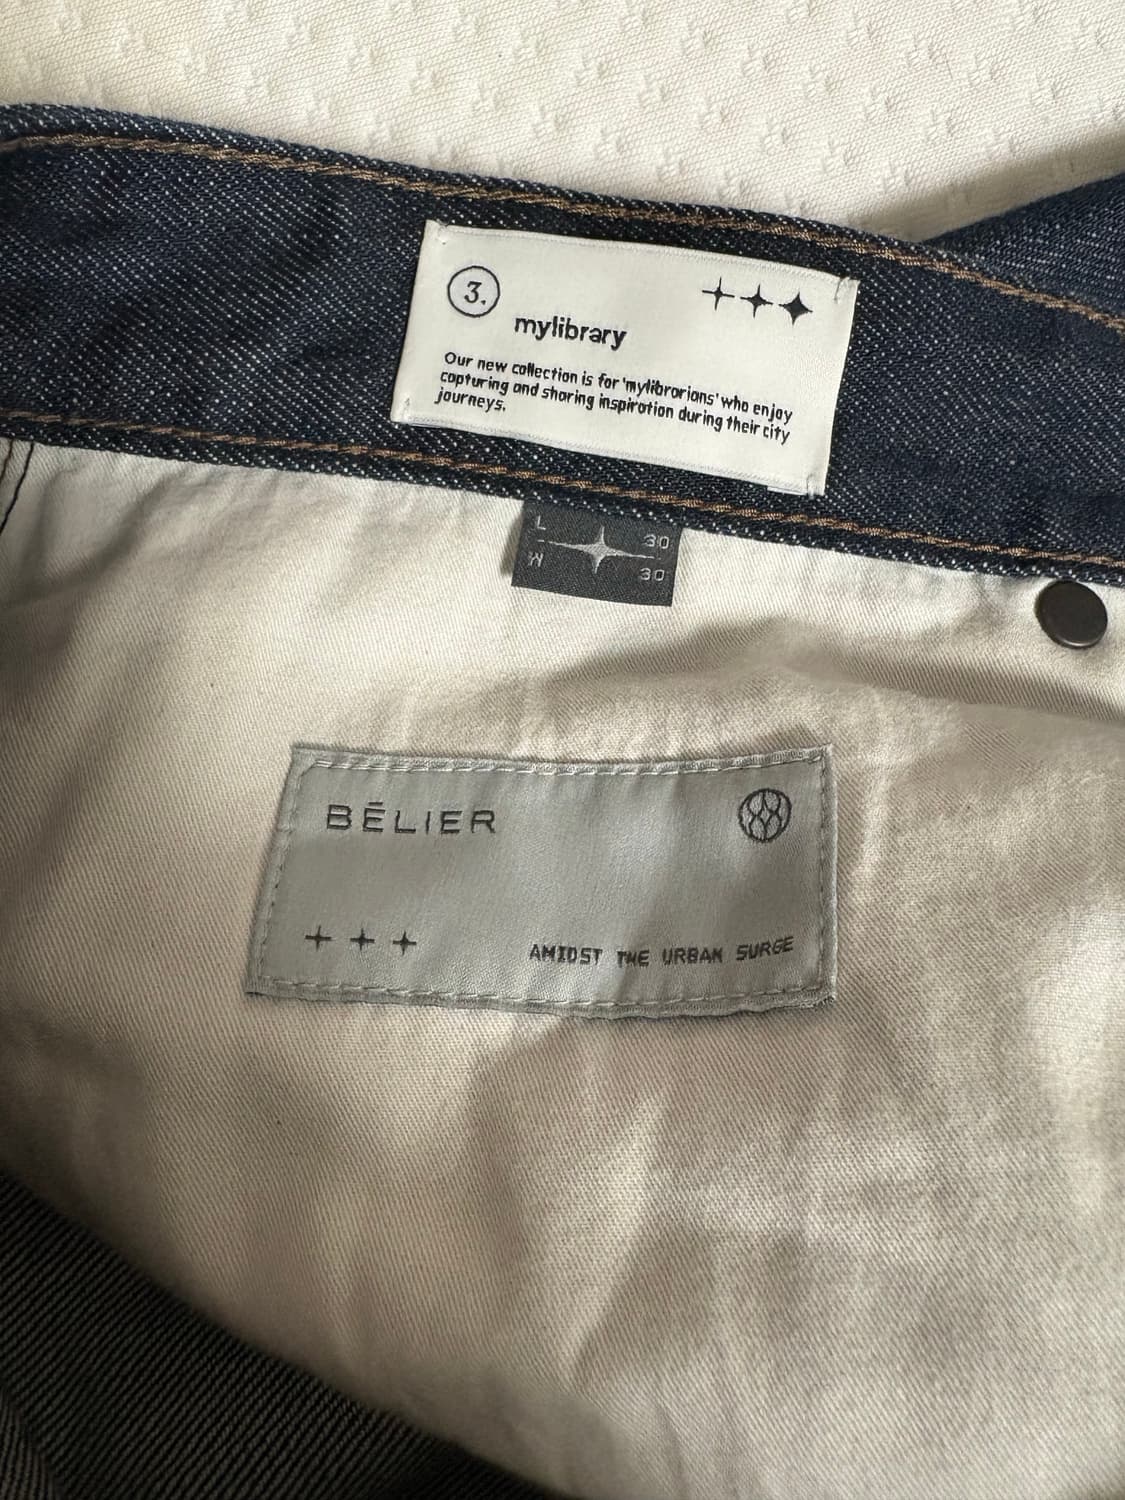 3.
mylibrary
Our new collection is for 'mylibrarians' who enjoy
capturing and sharing inspiration during their city
journeys.
L 30
W 30
BĒLIER
AMIDST THE URBAN SURGE